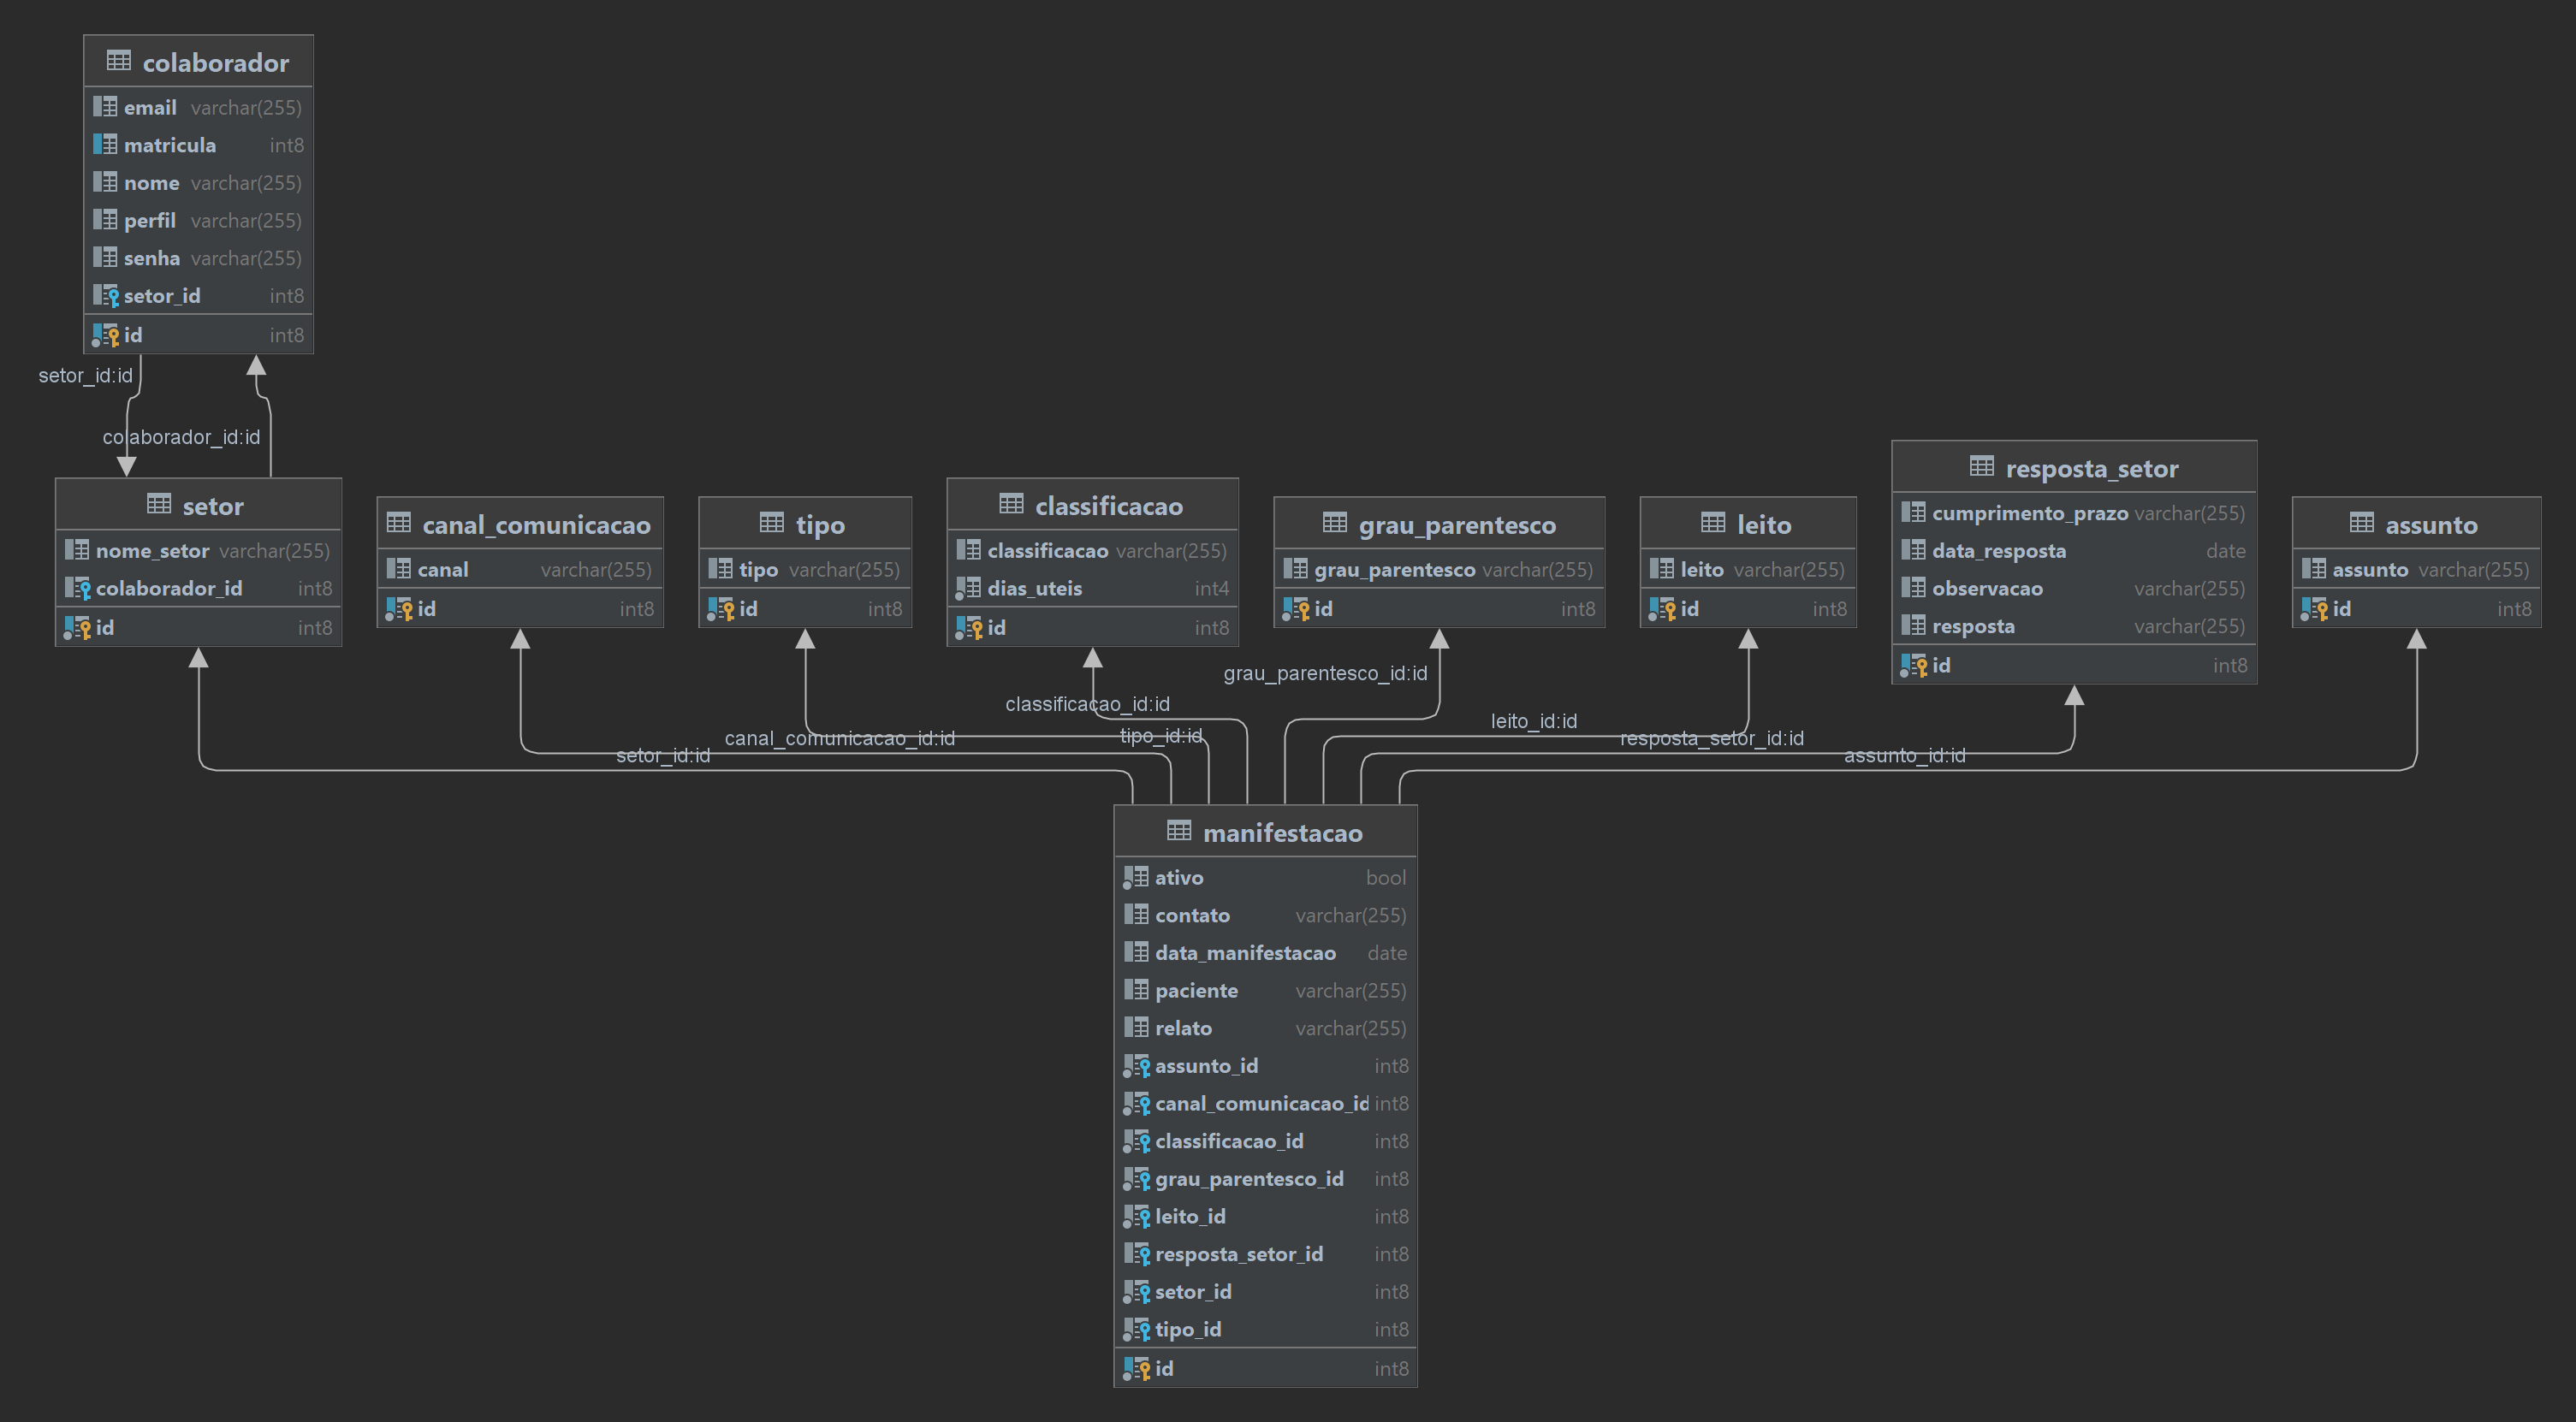 colaborador
email varchar(255)
matricula int8
nome varchar(255)
perfil varchar(255)
senha varchar(255)
setor_id int8
id int8
setor_id:id
colaborador_id:id
setor
nome_setor varchar(255)
colaborador_id int8
id int8
canal_comunicacao
canal varchar(255)
id int8
tipo
tipo varchar(255)
id int8
classificacao
classificacao varchar(255)
dias_uteis int4
id int8
grau_parentesco
grau_parentesco varchar(255)
id int8
leito
leito varchar(255)
id int8
resposta_setor
cumprimento_prazo varchar(255)
data_resposta date
observacao varchar(255)
resposta varchar(255)
id int8
assunto
assunto varchar(255)
id int8
grau_parentesco_id:id
classificacao_id:id
leito_id:id
canal_comunicacao_id:id
tipo_id:id
resposta_setor_id:id
setor_id:id
assunto_id:id
manifestacao
ativo bool
contato varchar(255)
data_manifestacao date
paciente varchar(255)
relato varchar(255)
assunto_id int8
canal_comunicacao_id int8
classificacao_id int8
grau_parentesco_id int8
leito_id int8
resposta_setor_id int8
setor_id int8
tipo_id int8
id int8